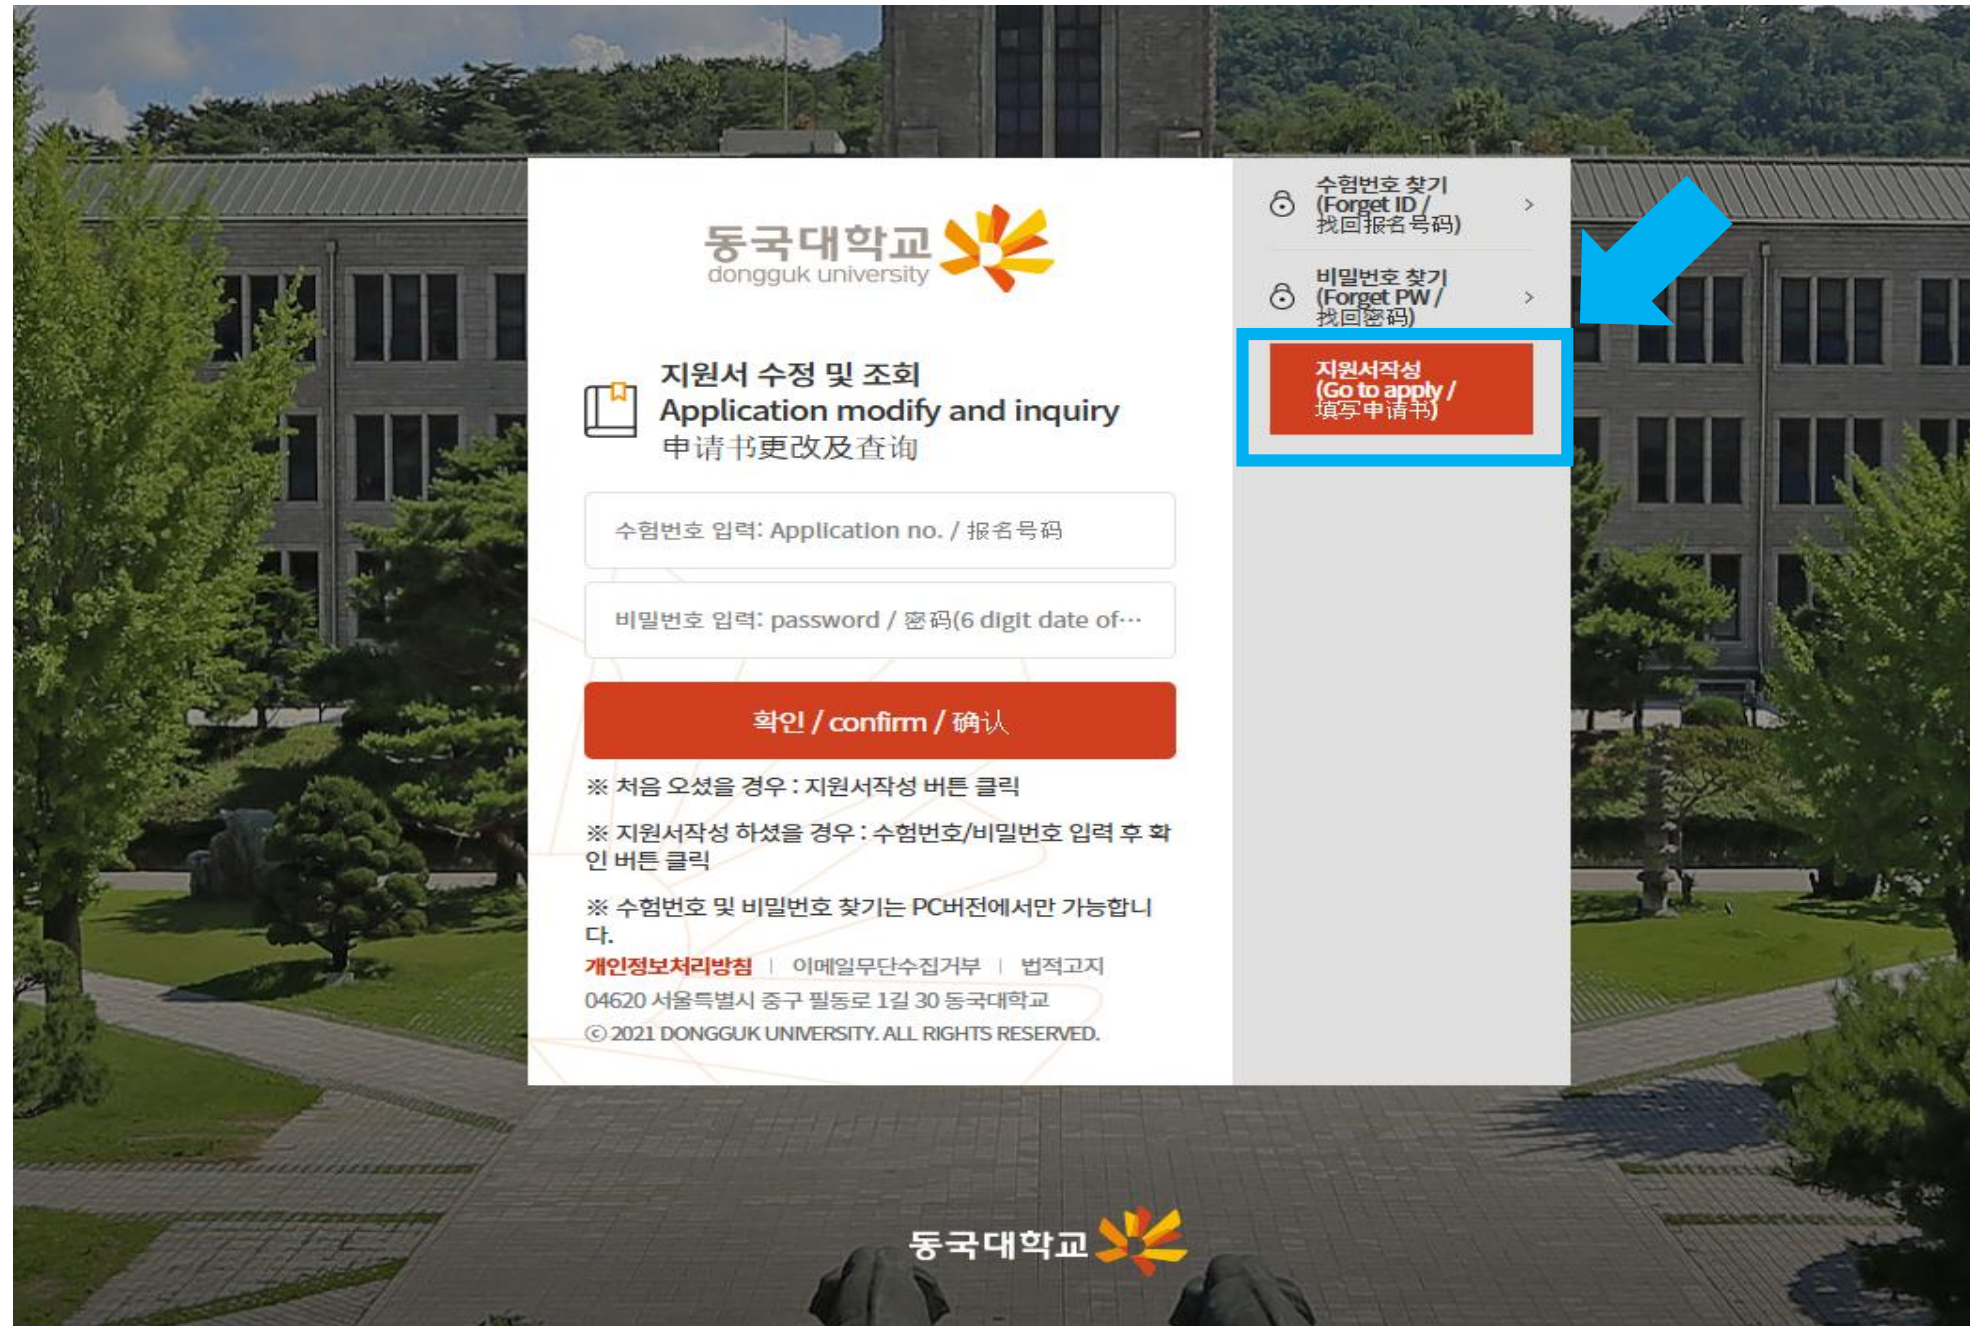 동국대학교
dongguk university
지원서 수정 및 조회
Application modify and inquiry
申请书更改及查询
수험번호 입력: Application no. / 报名号码
비밀번호 입력: password / 密码(6 digit date of…
확인 / confirm / 确认
※ 처음 오셨을 경우 : 지원서작성 버튼 클릭
※ 지원서작성 하셨을 경우 : 수험번호/비밀번호 입력 후 확
인 버튼 클릭
※ 수험번호 및 비밀번호 찾기는 PC버전에서만 가능합니
다.
개인정보처리방침 | 이메일무단수집거부 | 법적고지
04620 서울특별시 중구 필동로 1길 30 동국대학교
ⓒ 2021 DONGGUK UNIVERSITY. ALL RIGHTS RESERVED.
수험번호 찾기
(Forget ID /
找回报名号码)
비밀번호 찾기
(Forget PW /
找回密码)
지원서작성
(Go to apply /
填写申请书)
동국대학교